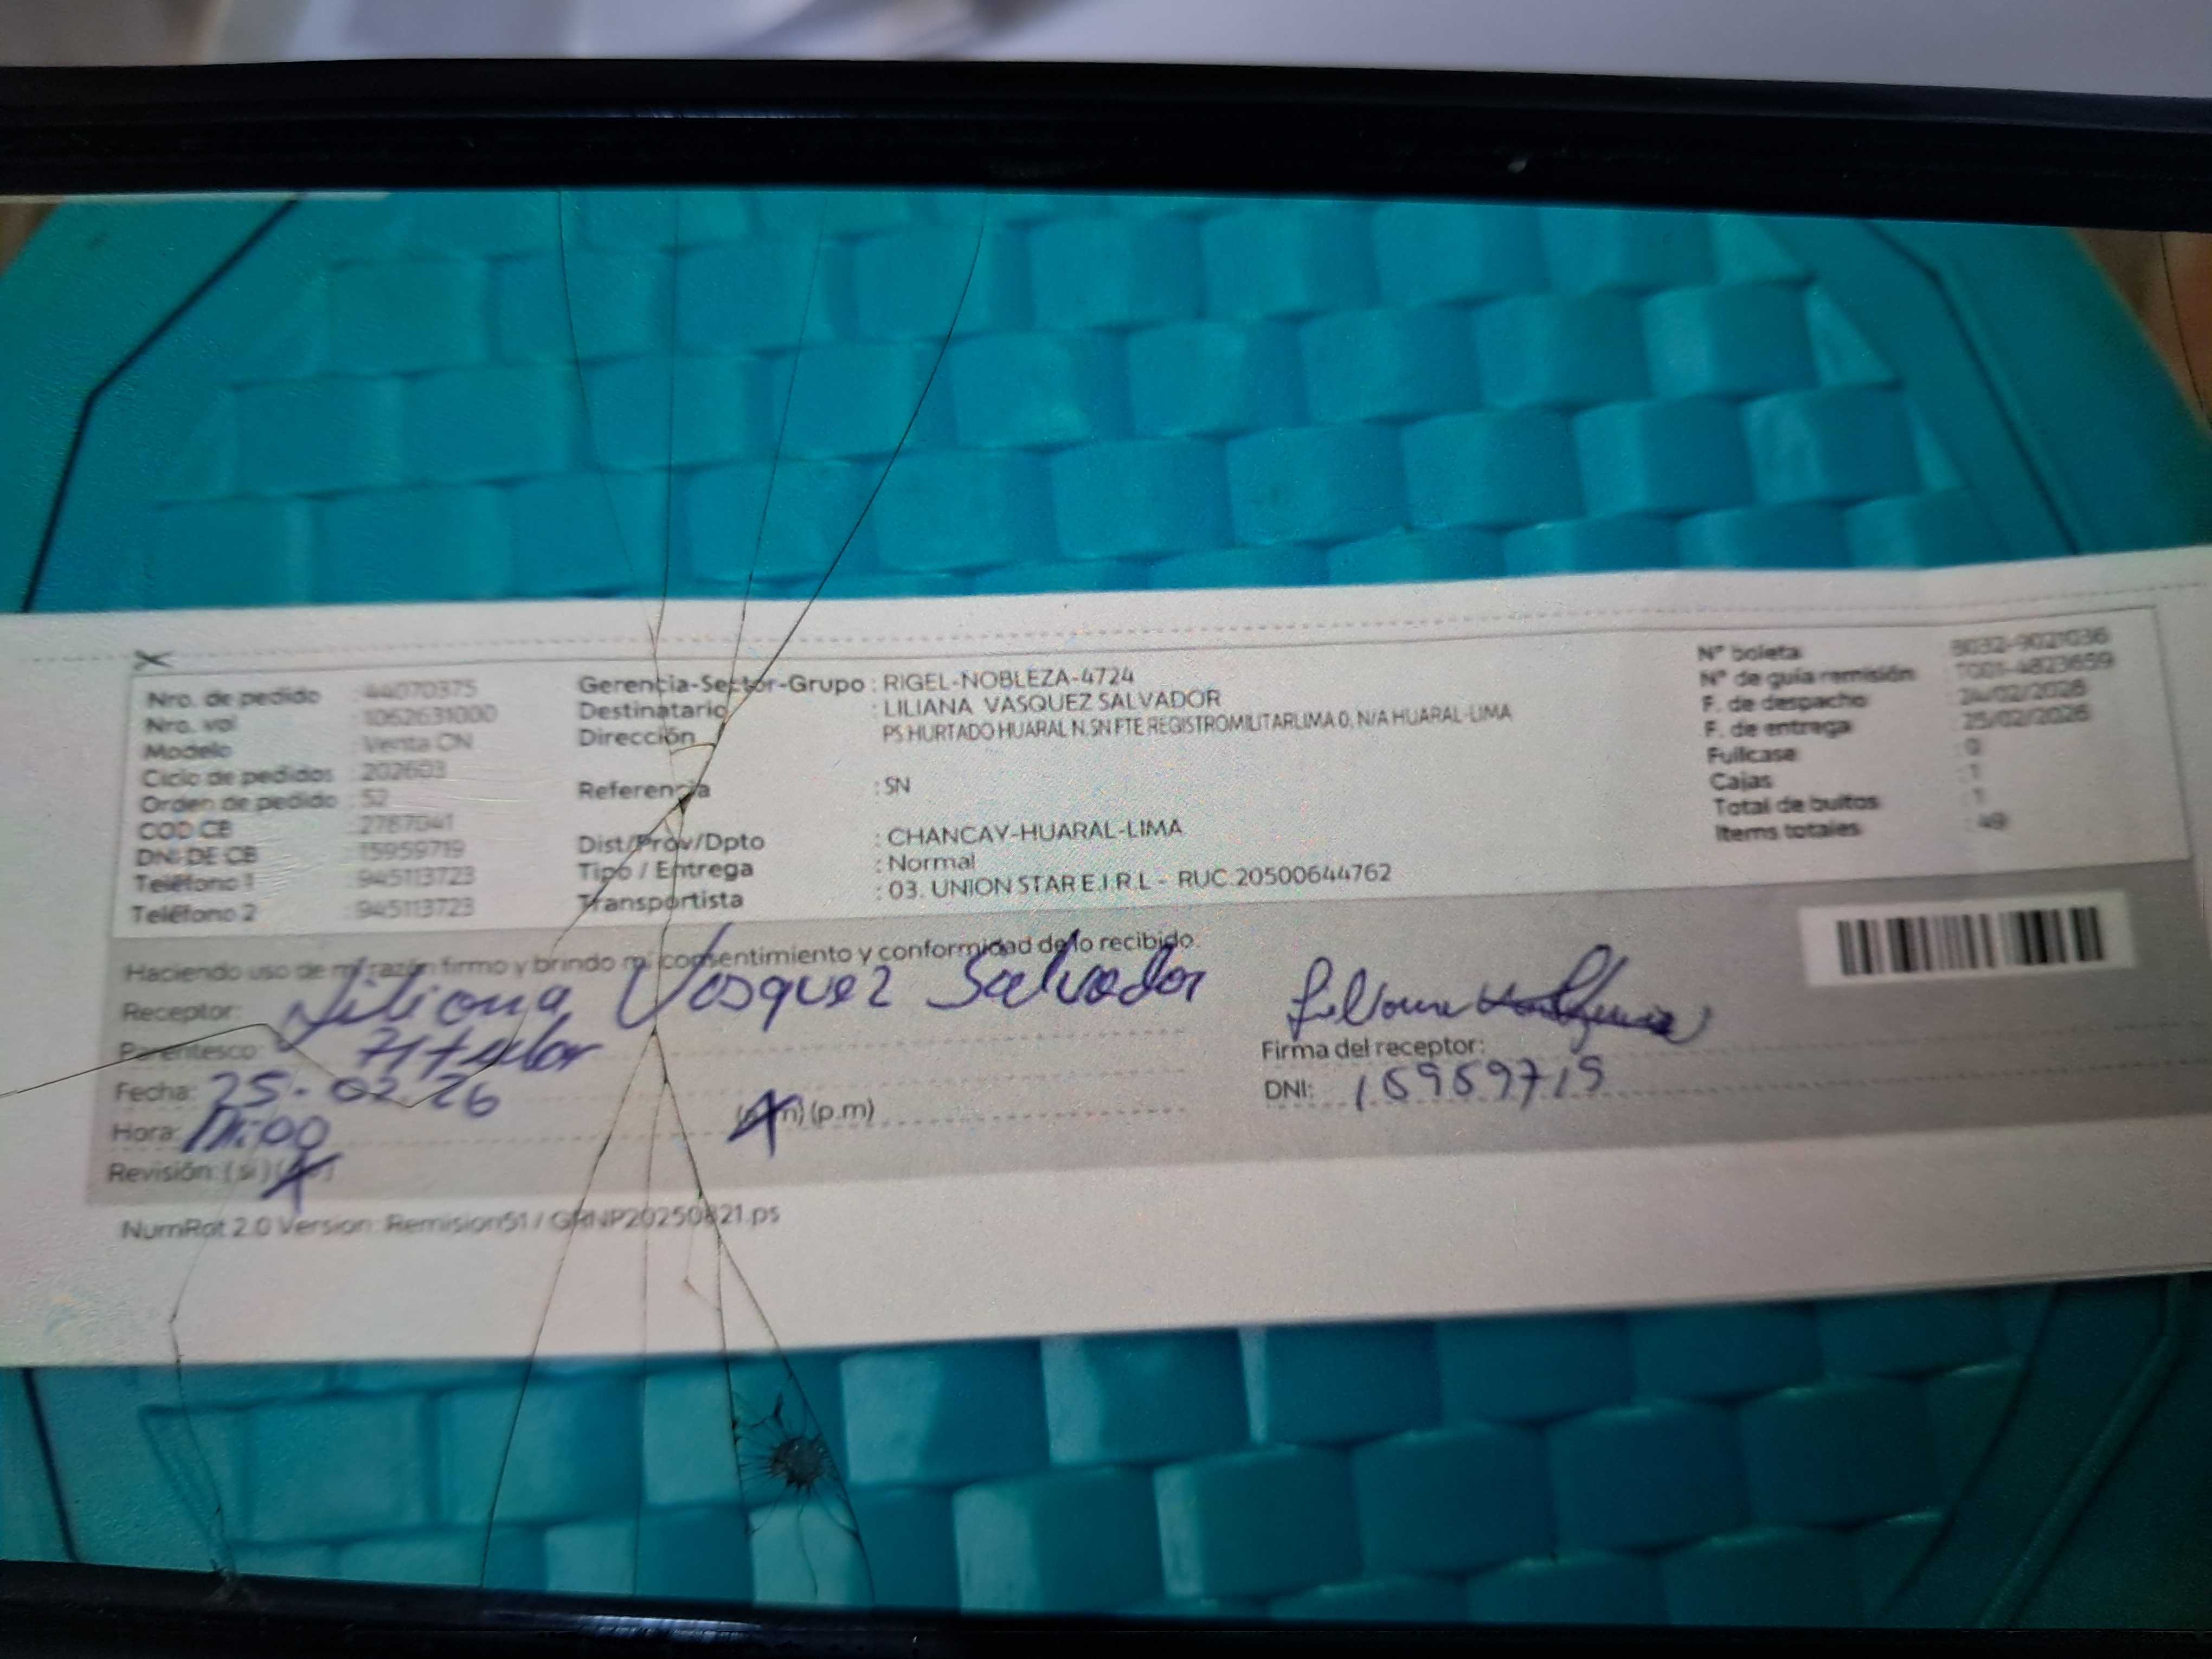 Nro. de pedido : 44070375
Nro. vol : 1062631000
Modelo : Venta CN
Ciclo de pedidos : 202603
Orden de pedido : 52
COD CB : 2787041
DNI DE CB : 15959719
Teléfono 1 : 945113723
Teléfono 2 : 945113723
Gerencia-Sector-Grupo : RIGEL-NOBLEZA-4724
Destinatario : LILIANA VASQUEZ SALVADOR
Dirección PS.HURTADO HUARAL N.SN FTE REGISTROMILITARLIMA 0, N/A HUARAL-LIMA
Referencia : SN
Dist/Prov/Dpto : CHANCAY-HUARAL-LIMA
Tipo / Entrega : Normal
Transportista : 03. UNION STAR E.I.R.L - RUC:20500644762
N° boleta : B032-9021036
N° de guía remisión : T001-4823659
F. de despacho : 24/02/2026
F. de entrega : 25/02/2026
Fullcase : 0
Cajas : 1
Total de bultos : 1
Items totales : 49
Haciendo uso de mi razón firmo y brindo mi consentimiento y conformidad de lo recibido.
Receptor: Liliana Vasquez Salvador
Parentesco: Titular
Fecha: 25-02-26
Hora: (p.m)
Revisión: (si)
Firma del receptor:
DNI: 15959719
NumRot 2.0 Version: Remision51 / GRNP20250821.ps